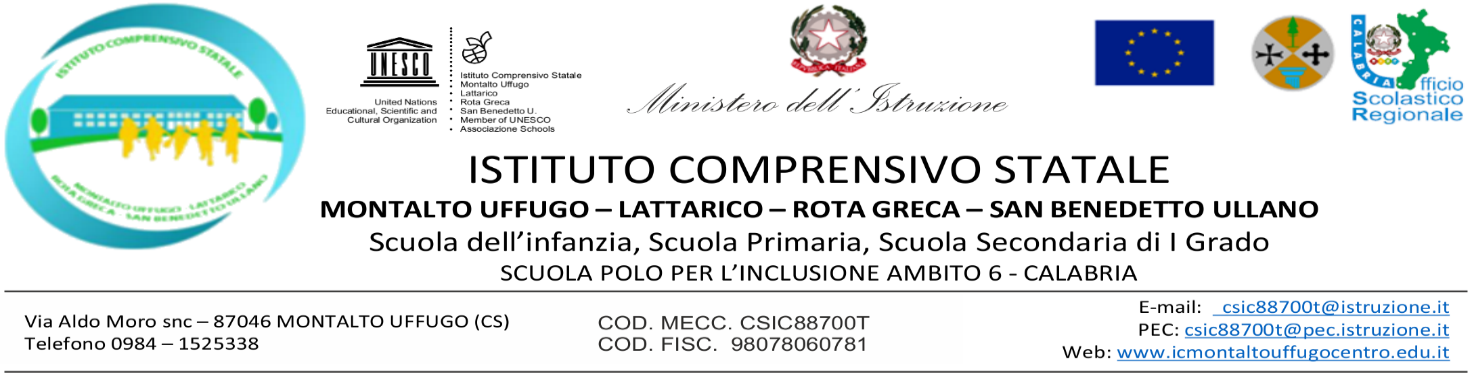 ISTITUTO COMPRENSIVO STATALE
MONTALTO UFFUGO - LATTARICO
ROTA GRECA - SAN BENEDETTO ULLANO
UNESCO
United Nations
Educational, Scientific and
Cultural Organization
Istituto Comprensivo Statale
Montalto Uffugo
Lattarico
Rota Greca
San Benedetto U.
Member of UNESCO
Associazione Schools
REPVBBLICA ITALIANA
Ministero dell'Istruzione
CALABRIA
Ufficio
Scolastico
Regionale
ISTITUTO COMPRENSIVO STATALE
MONTALTO UFFUGO – LATTARICO – ROTA GRECA – SAN BENEDETTO ULLANO
Scuola dell'infanzia, Scuola Primaria, Scuola Secondaria di I Grado
SCUOLA POLO PER L'INCLUSIONE AMBITO 6 - CALABRIA
Via Aldo Moro snc – 87046 MONTALTO UFFUGO (CS)
Telefono 0984 – 1525338
COD. MECC. CSIC88700T
COD. FISC. 98078060781
E-mail: csic88700t@istruzione.it
PEC: csic88700t@pec.istruzione.it
Web: www.icmontaltouffugocentro.edu.it